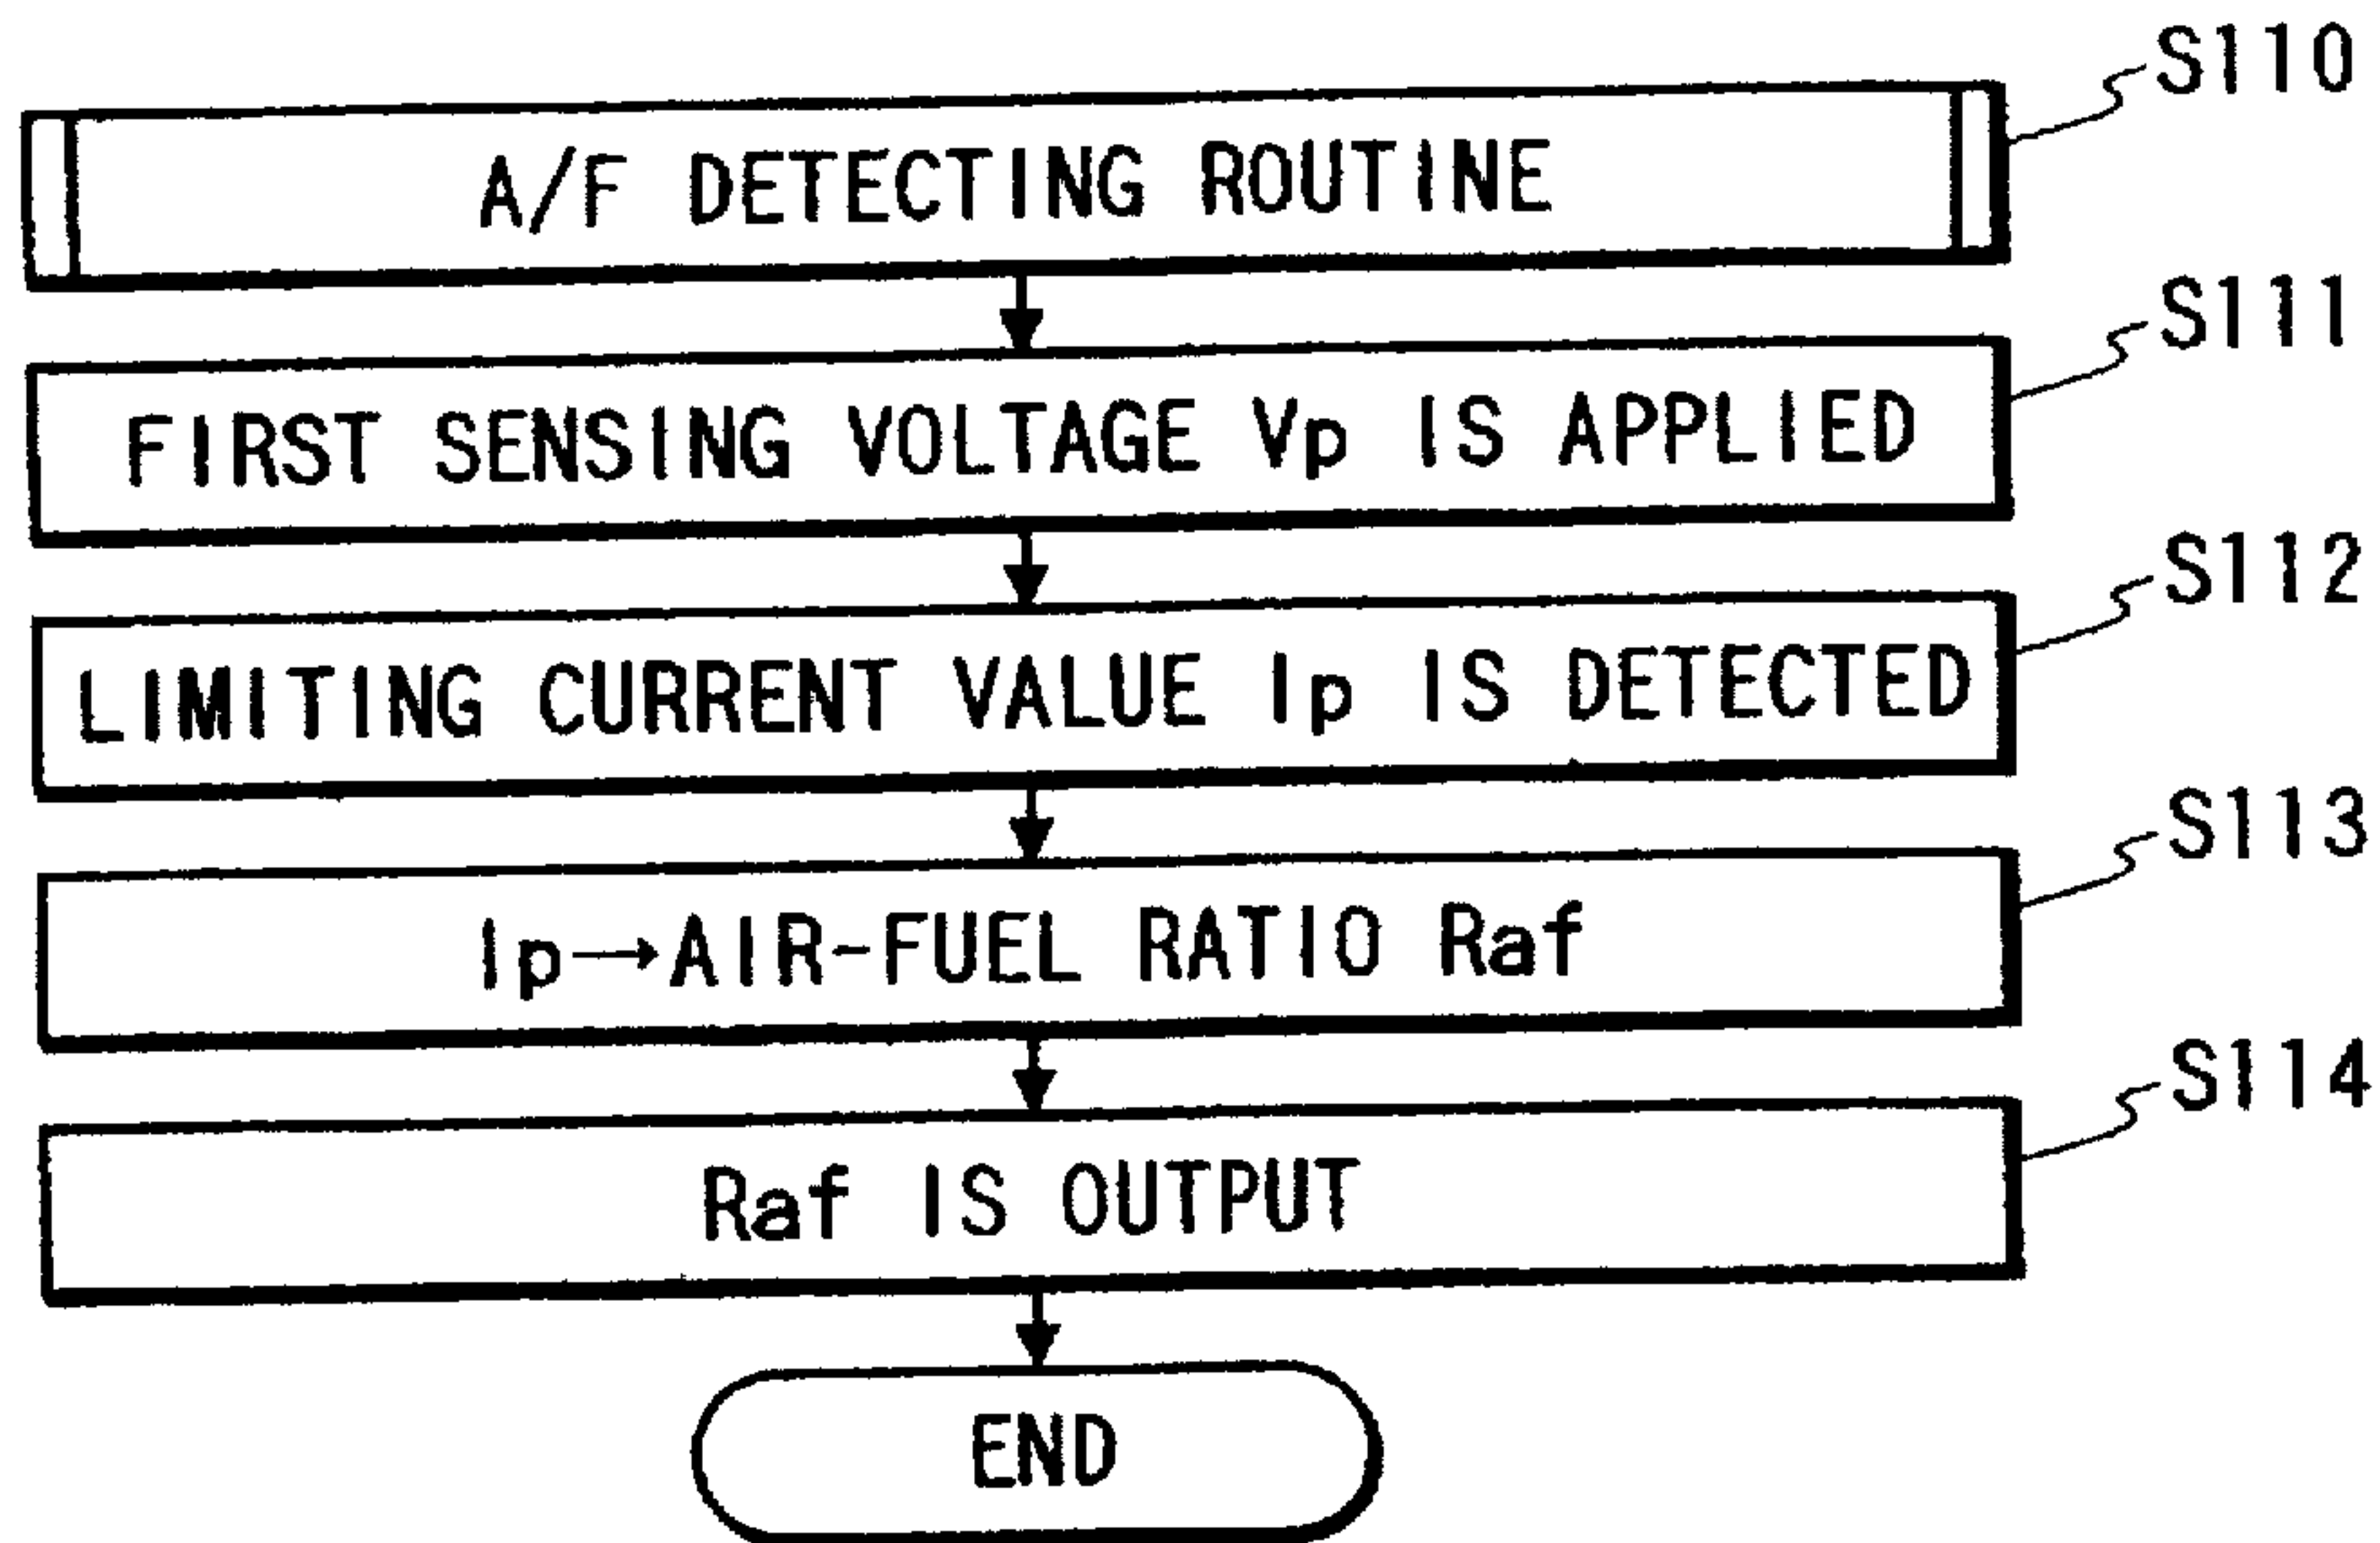 S110
A/F DETECTING ROUTINE
S111
FIRST SENSING VOLTAGE Vp IS APPLIED
S112
LIMITING CURRENT VALUE Ip IS DETECTED
S113
Ip→AIR-FUEL RATIO Raf
S114
Raf IS OUTPUT
END